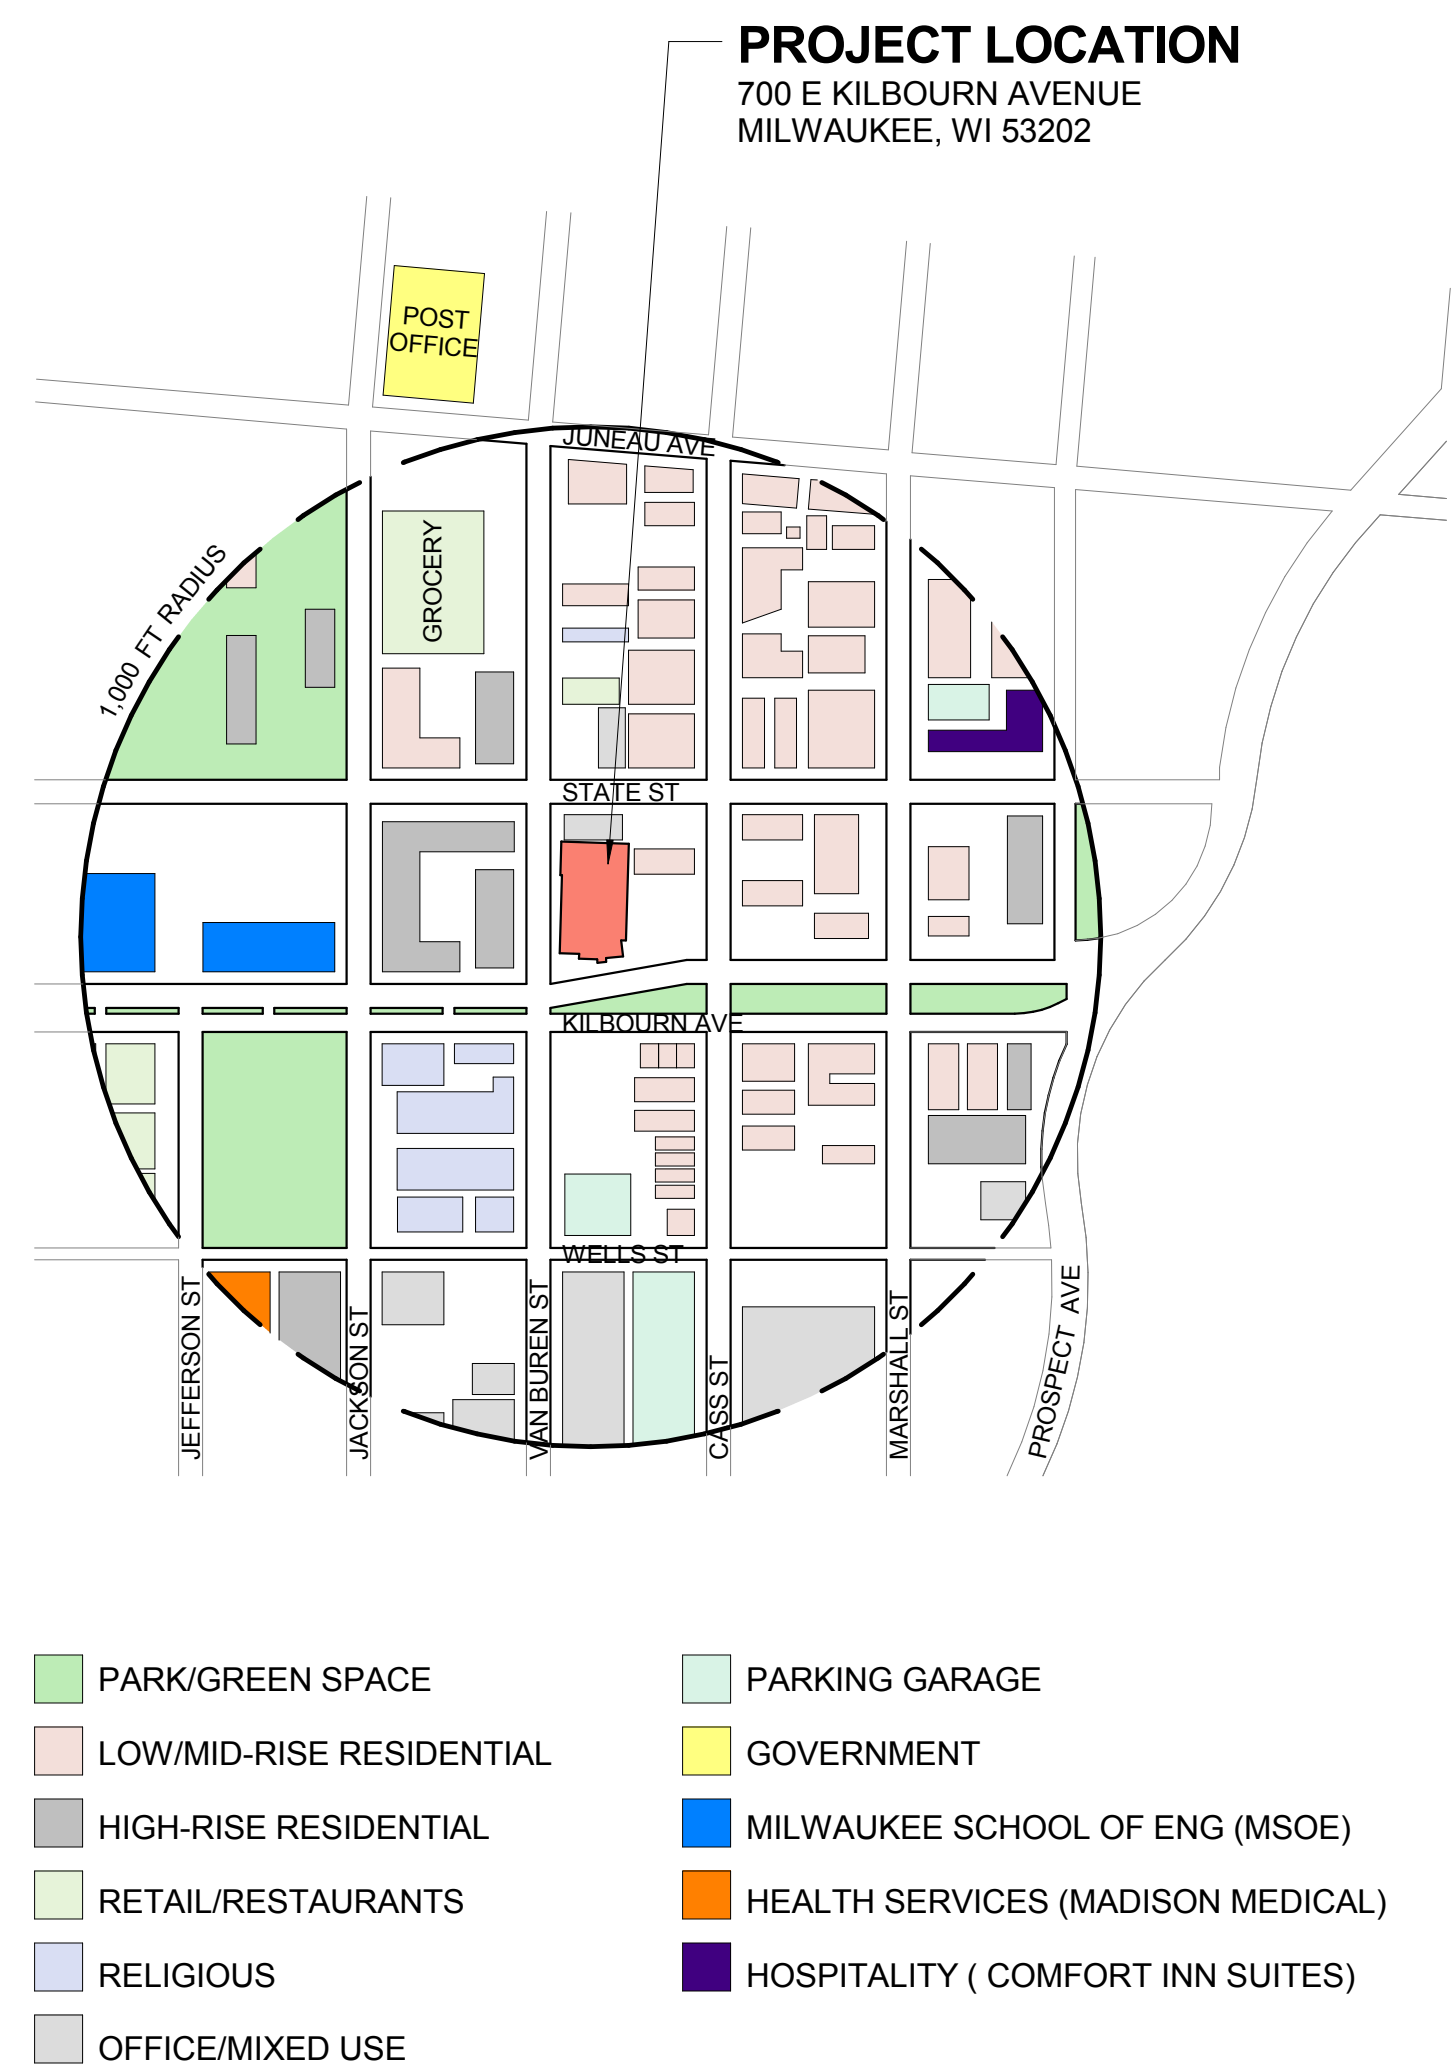 PROJECT LOCATION
700 E KILBOURN AVENUE
MILWAUKEE, WI 53202
POST
OFFICE
JUNEAU AVE
GROCERY
1,000 FT RADIUS
STATE ST
KILBOURN AVE
WELLS ST
JEFFERSON ST
JACKSON ST
VAN BUREN ST
CASS ST
MARSHALL ST
PROSPECT AVE
PARK/GREEN SPACE
LOW/MID-RISE RESIDENTIAL
HIGH-RISE RESIDENTIAL
RETAIL/RESTAURANTS
RELIGIOUS
OFFICE/MIXED USE
PARKING GARAGE
GOVERNMENT
MILWAUKEE SCHOOL OF ENG (MSOE)
HEALTH SERVICES (MADISON MEDICAL)
HOSPITALITY ( COMFORT INN SUITES)